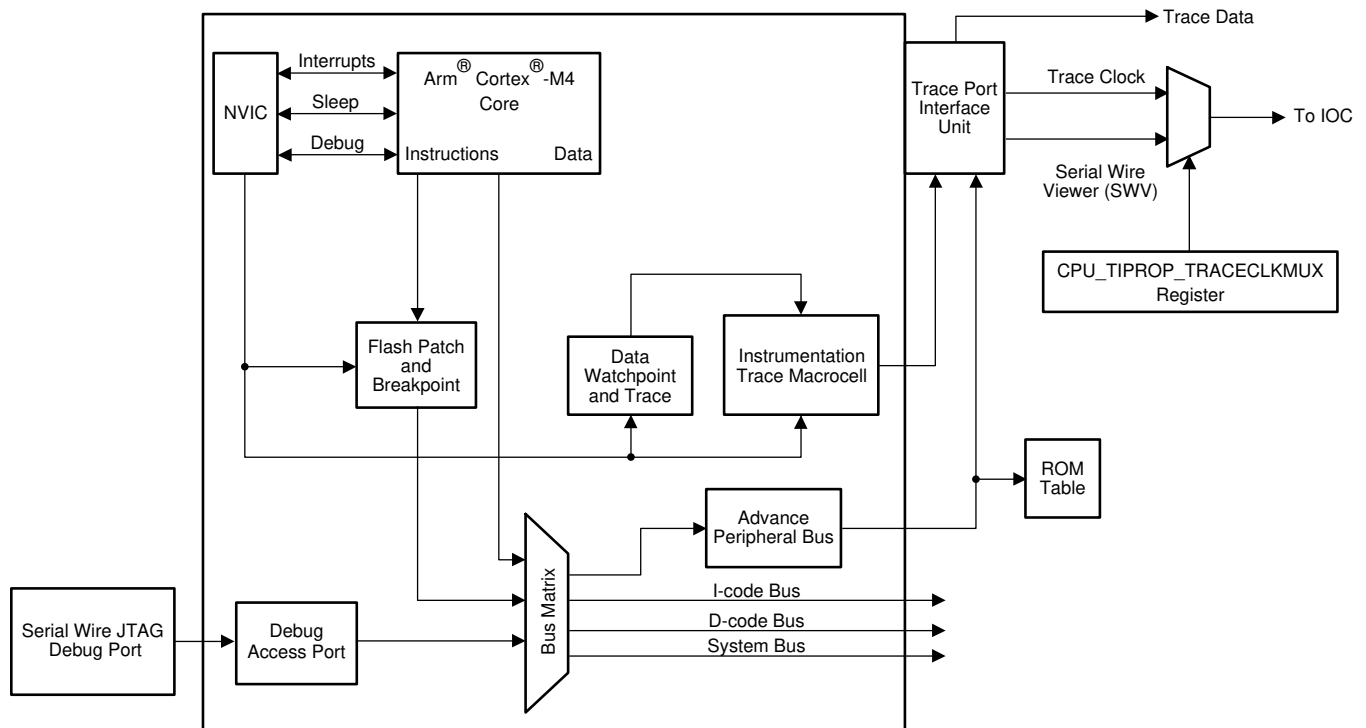 Trace Data
Interrupts
Arm® Cortex®-M4
Core
Sleep
NVIC
Debug
Instructions
Data
Trace Port
Interface
Unit
Trace Clock
To IOC
Serial Wire
Viewer (SWV)
CPU_TIPROP_TRACECLKMUX
Register
Flash Patch
and
Breakpoint
Data
Watchpoint
and Trace
Instrumentation
Trace Macrocell
ROM
Table
Advance
Peripheral Bus
Bus Matrix
I-code Bus
D-code Bus
System Bus
Serial Wire JTAG
Debug Port
Debug
Access Port